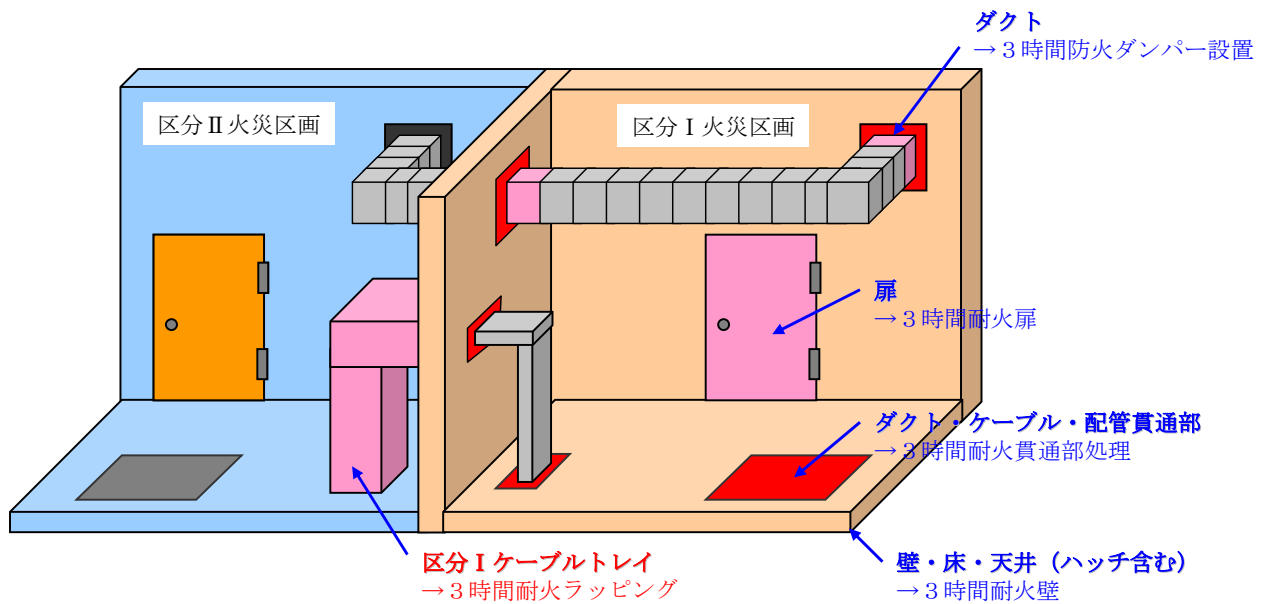 ダクト
→３時間防火ダンパー設置
区分Ⅱ火災区画
区分Ⅰ火災区画
扉
→３時間耐火扉
ダクト・ケーブル・配管貫通部
→３時間耐火貫通部処理
区分Ⅰケーブルトレイ
→３時間耐火ラッピング
壁・床・天井（ハッチ含む）
→３時間耐火壁